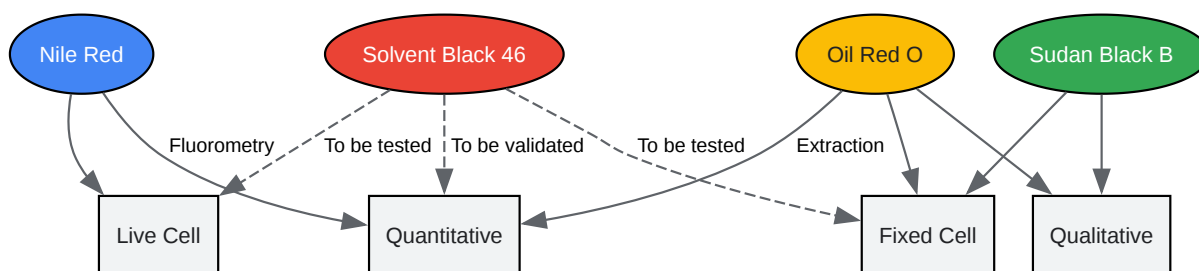 Nile Red
Solvent Black 46
Oil Red O
Sudan Black B
Fluorometry
To be tested
To be validated
To be tested
Extraction
Live Cell
Quantitative
Fixed Cell
Qualitative